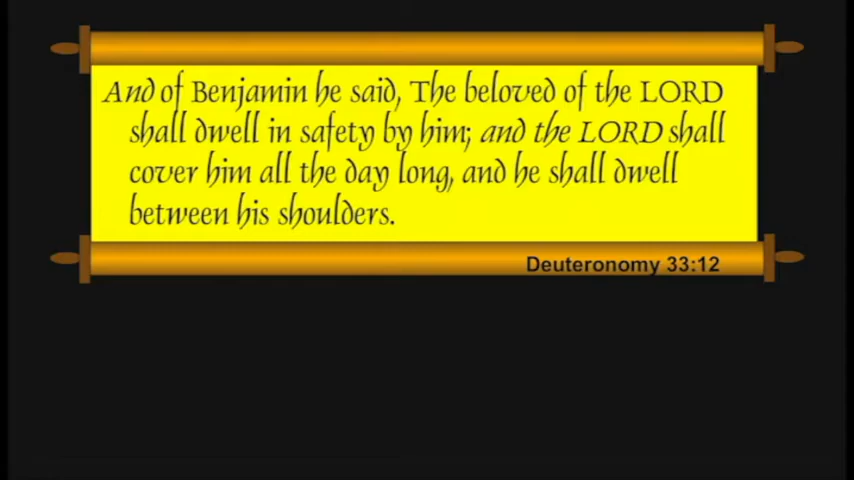 And of Benjamin he said, The beloved of the LORD
shall dwell in safety by him; and the LORD shall
cover him all the day long, and he shall dwell
between his shoulders.
Deuteronomy 33:12